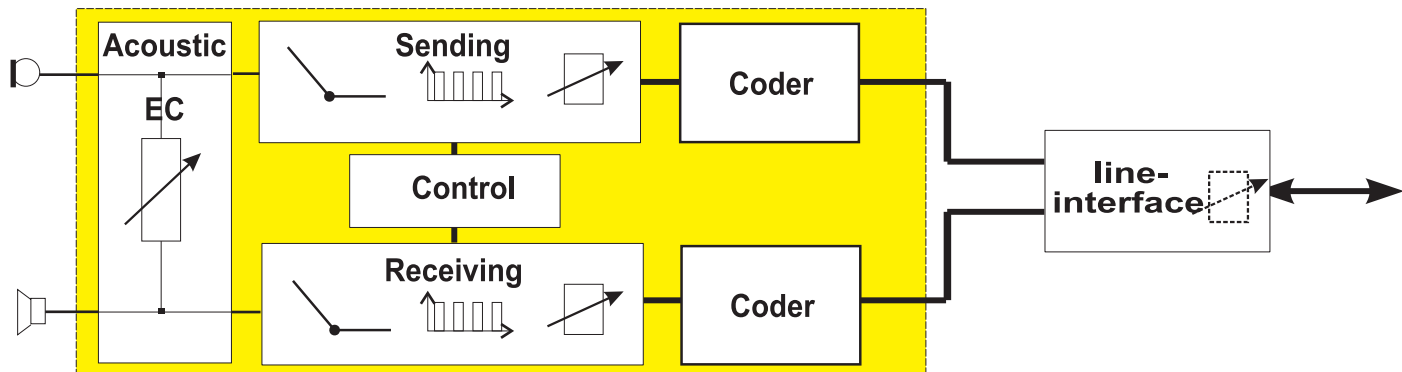 Acoustic
EC
Sending
Coder
Control
Receiving
Coder
line-
interface